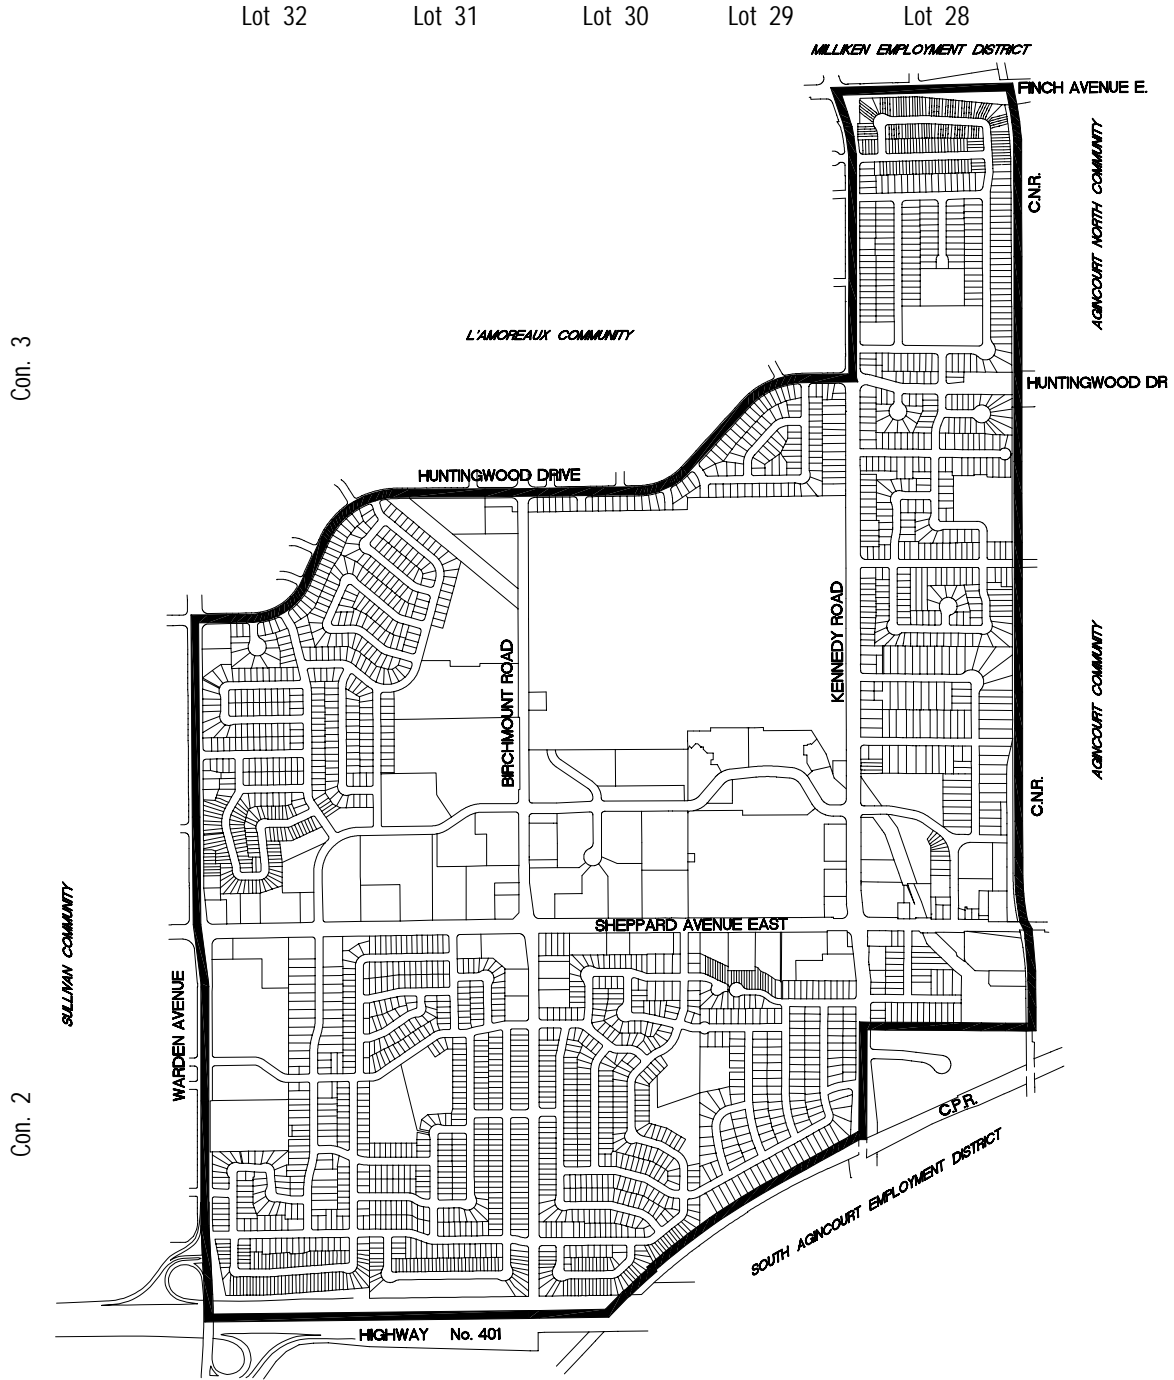 Lot 32 Lot 31 Lot 30 Lot 29 Lot 28
MILLIKEN EMPLOYMENT DISTRICT
FINCH AVENUE E.
AGINCOURT NORTH COMMUNITY
C.N.R.
L'AMOREAUX COMMUNITY
Con. 3
HUNTINGWOOD DR
HUNTINGWOOD DRIVE
KENNEDY ROAD
BIRCHMOUNT ROAD
AGINCOURT COMMUNITY
C.N.R.
SULLIVAN COMMUNITY
SHEPPARD AVENUE EAST
WARDEN AVENUE
Con. 2
C.P.R.
SOUTH AGINCOURT EMPLOYMENT DISTRICT
HIGHWAY No. 401